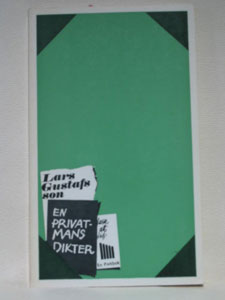 Lars
Gustafs
son
EN
PRIVAT-
MANS
DIKTER